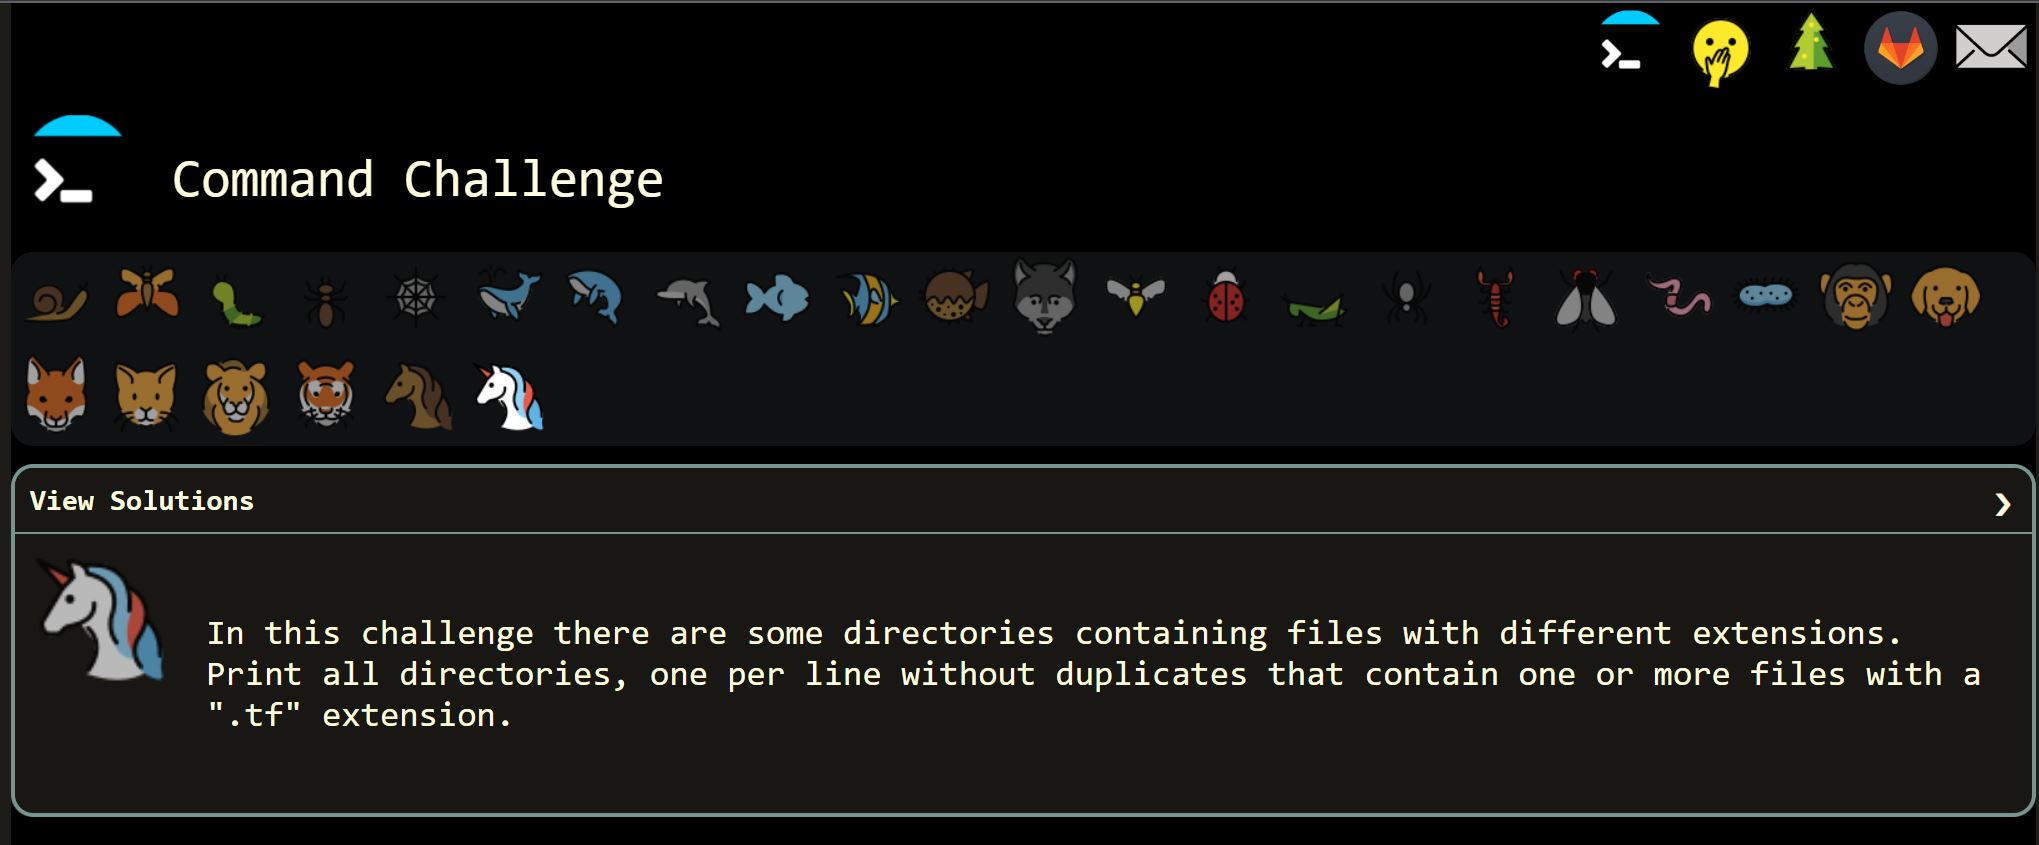 Command Challenge
View Solutions
In this challenge there are some directories containing files with different extensions.
Print all directories, one per line without duplicates that contain one or more files with a
".tf" extension.